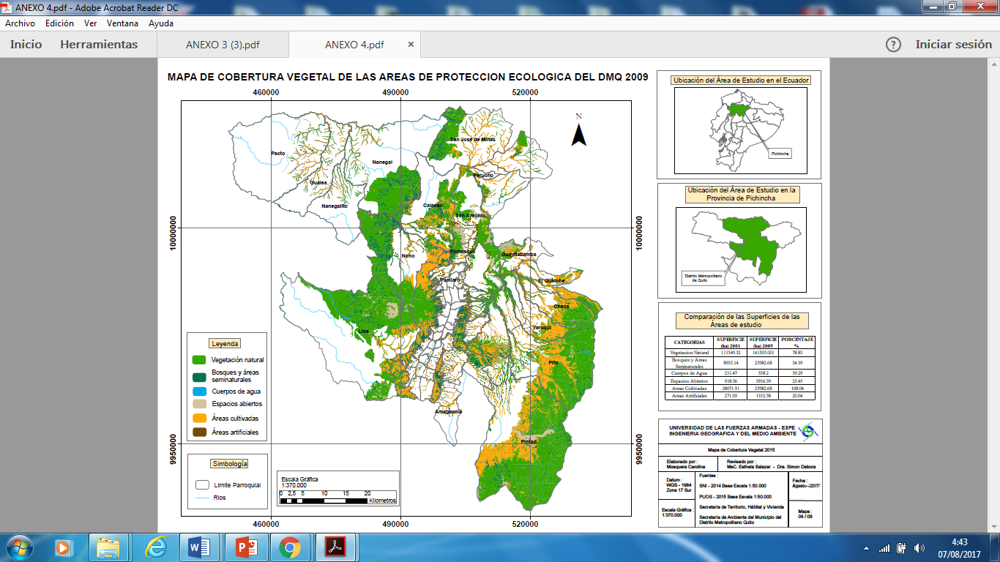 ANEXO 4.pdf - Adobe Acrobat Reader DC
Archivo Edición Ver Ventana Ayuda
Inicio Herramientas ANEXO 3 (3).pdf ANEXO 4.pdf × ? Iniciar sesión
MAPA DE COBERTURA VEGETAL DE LAS AREAS DE PROTECCION ECOLOGICA DEL DMQ 2009
460000 490000 520000
N
San José de Minas
Pacto
Nanegal
Perucho
Gualea
Nanegalito
Calacalí
San Antonio
10000000 10000000
Nono
Pomasqui
Guayllabamba
Puellaro
El Quinche
Checa
Yaruquí
Lloa
Pifo
Amaguaña
Pintad
9950000 9950000
460000 490000 520000
Leyenda
Vegetación natural
Bosques y áreas
seminaturales
Cuerpos de agua
Espacios abiertos
Áreas cultivadas
Áreas artificiales
Simbología
Límite Parroquial
Rios
Escala Gráfica
1:370.000
0 2,5 5 10 15 20
Kilometros
Ubicación del Área de Estudio en el Ecuador
Pichincha
Ubicación del Área de Estudio en la
Provincia de Pichincha
Distrito Metropolitano
de Quito
Comparación de las Superficies de las
Áreas de estudio
CATEGORIAS SUPERFICIE (ha) 2001 SUPERFICIE (ha) 2009 PORCENTAJE %
Vegetacion Natural 111549.32 141505.001 78.83
Bosques y Areas Seminaturales 8935.14 25982.68 34.39
Cuerpos de Agua 211.47 538.2 39.29
Espacios Abiertos 918.56 3916.59 23.45
Areas Cultivadas 28071.91 25982.68 108.04
Areas Artificiales 271.05 1352.58 20.04
UNIVERSIDAD DE LAS FUERZAS ARMADAS - ESPE
INGENIERIA GEOGRAFICA Y DEL MEDIO AMBIENTE
Mapa de Cobertura Vegetal 2015
Elaborado por :
Mosquera Carolina
Revisado por :
MsC. Esthela Salazar - Dra. Simon Debora
Datum :
WGS - 1984
Zona 17 Sur
Fuentes :
SNI - 2014 Base Escala 1:50.000
PUOS - 2015 Base Escala 1:50.000
Secretaría de Territorio, Hábitat y Vivienda
Secretaría de Ambiente del Municipio del
Distrito Metropolitano Quito
Fecha :
Agosto -2017
Escala Gráfica :
1:370.000
Mapa :
08 / 08
4:43
07/08/2017